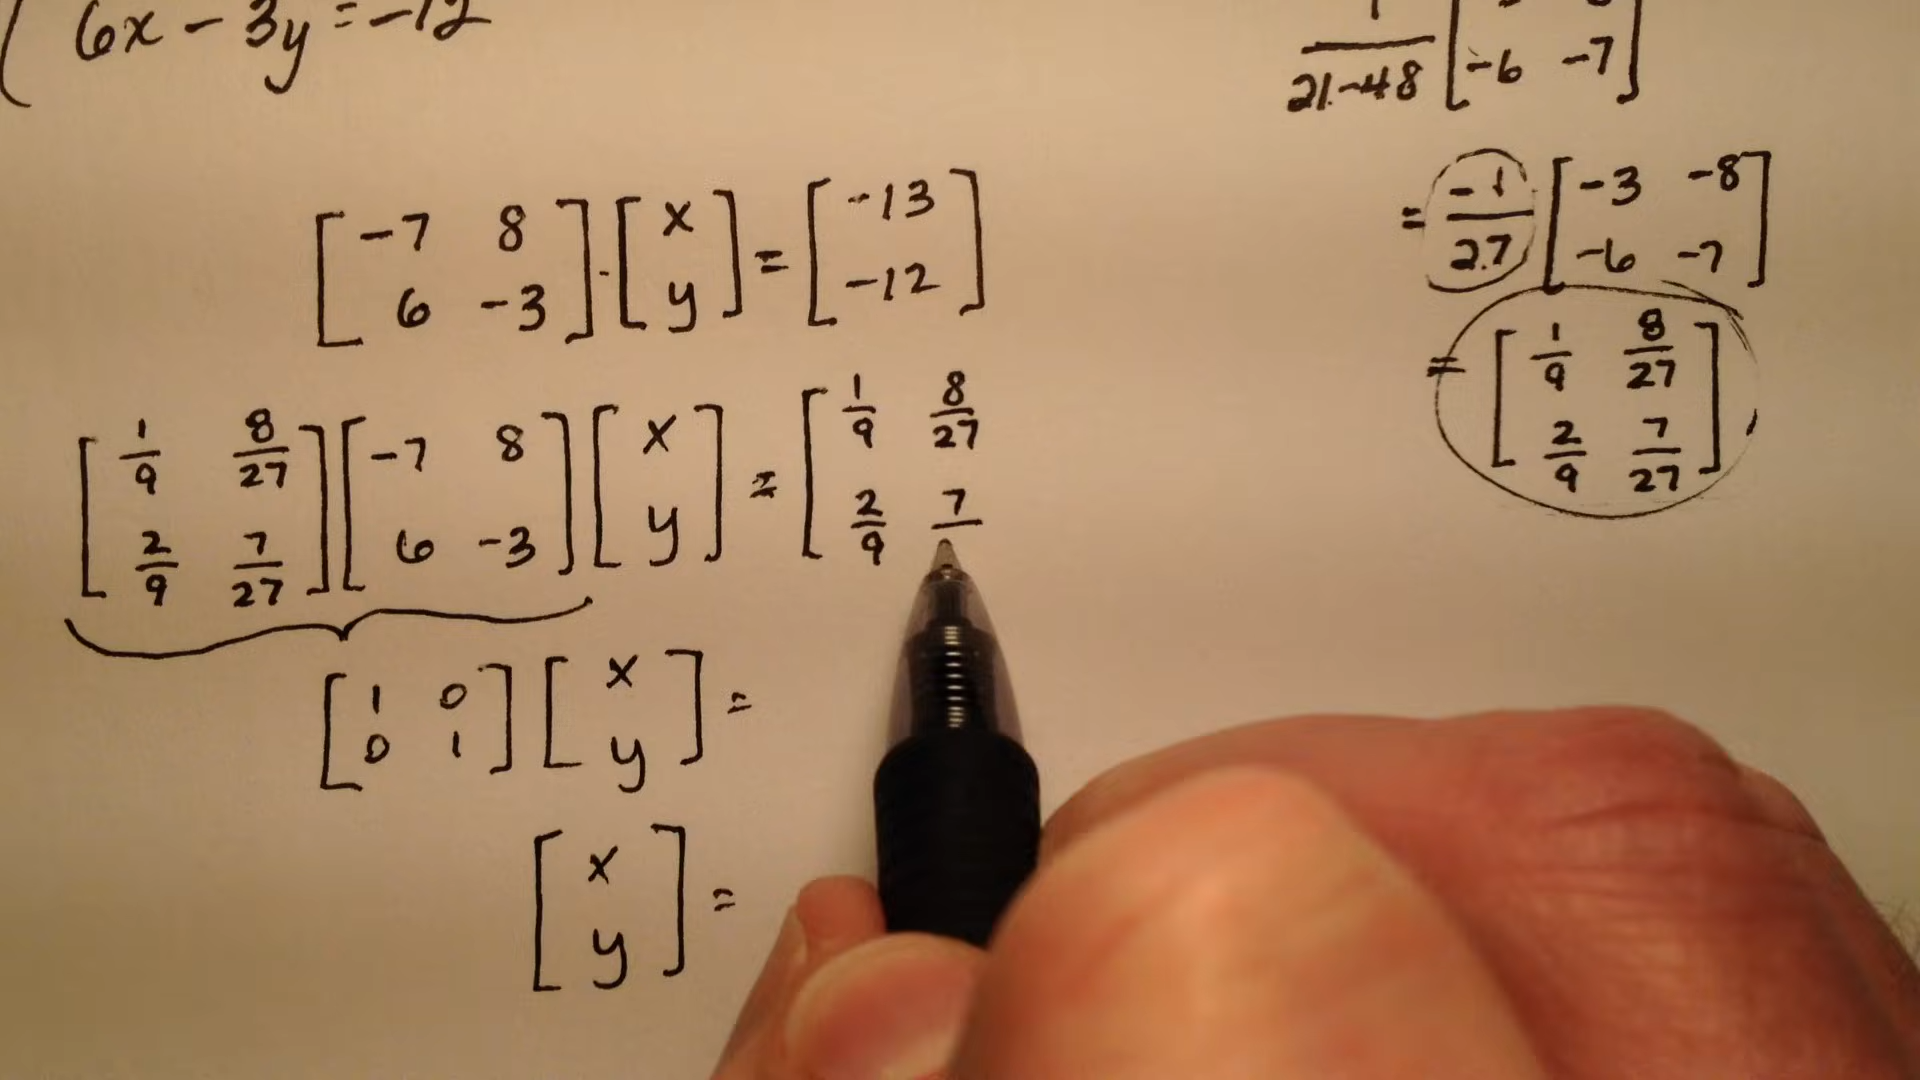 6x - 3y = -12
1/(21-48) [ -6 -7 ]
[ -7 8 ; 6 -3 ] · [ x ; y ] = [ -13 ; -12 ]
= -1/27 [ -3 -8 ; -6 -7 ]
= [ 1/9 8/27 ; 2/9 7/27 ]
[ 1/9 8/27 ; 2/9 7/27 ] [ -7 8 ; 6 -3 ] [ x ; y ] = [ 1/9 8/27 ; 2/9 7/
[ 1 0 ; 0 1 ] [ x ; y ] =
[ x ; y ] =